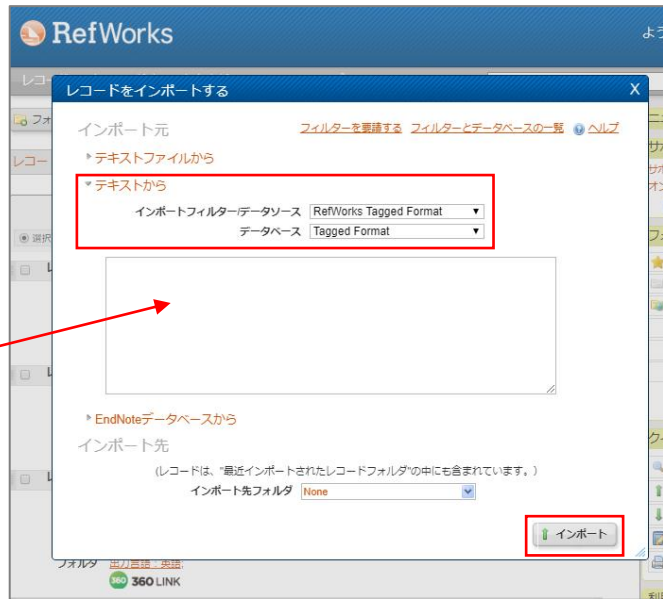 RefWorks
よう
レコードをインポートする X
インポート元 フィルターを要請する フィルターとデータベースの一覧 ヘルプ
テキストファイルから
テキストから
インポートフィルター/データソース RefWorks Tagged Format
データベース Tagged Format
EndNoteデータベースから
インポート先
(レコードは、"最近インポートされたレコードフォルダ"の中にも含まれています。)
インポート先フォルダ None
インポート
フォルダ 出力言語:英語;
360 360 LINK